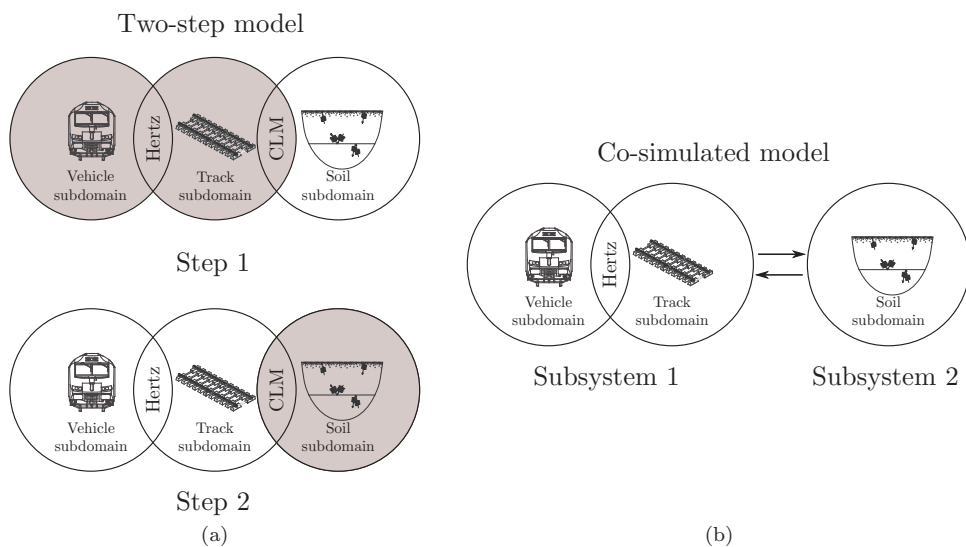 Two-step model
Hertz
CLM
Vehicle
subdomain
Track
subdomain
Soil
subdomain
Step 1
Hertz
CLM
Vehicle
subdomain
Track
subdomain
Soil
subdomain
Step 2
(a)
Co-simulated model
Hertz
Vehicle
subdomain
Track
subdomain
Soil
subdomain
Subsystem 1
Subsystem 2
(b)